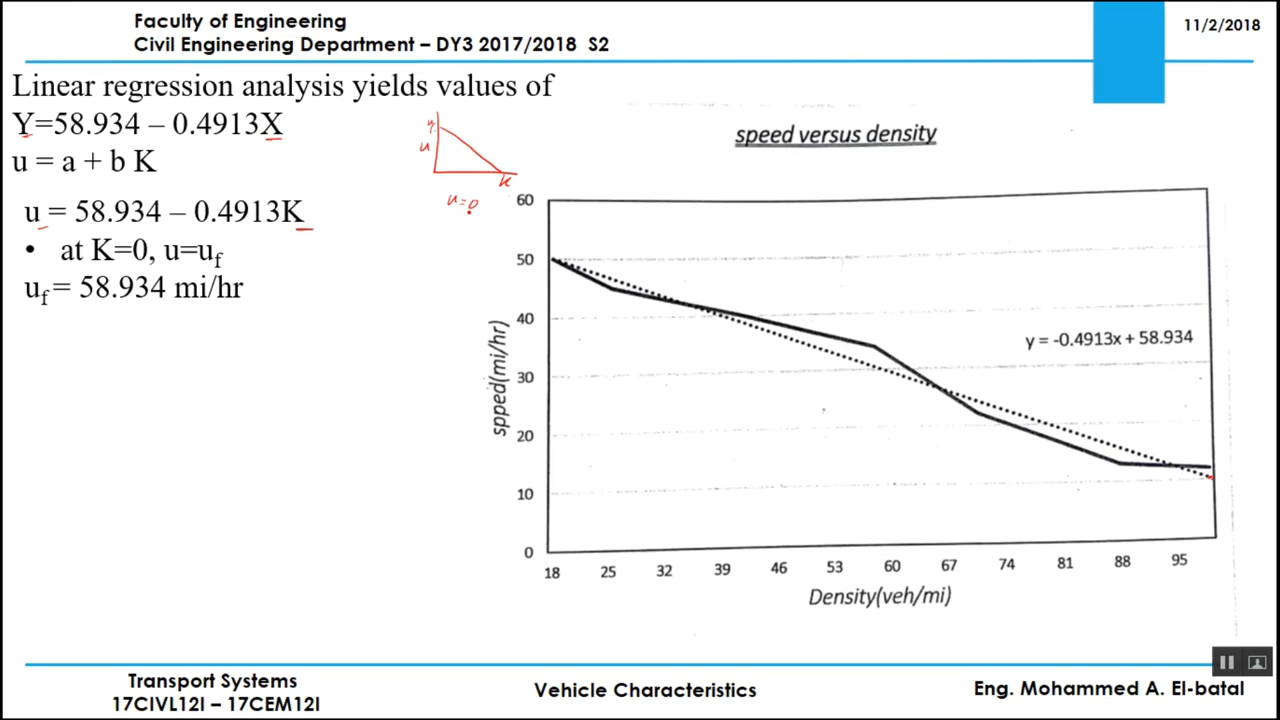 Faculty of Engineering
Civil Engineering Department – DY3 2017/2018 S2
11/2/2018
Linear regression analysis yields values of
Y=58.934 – 0.4913X
u = a + b K
u = 58.934 – 0.4913K
• at K=0, u=uf
uf = 58.934 mi/hr
u
k
u=0
speed versus density
60
50
40
30
20
10
0
spped(mi/hr)
y = -0.4913x + 58.934
18 25 32 39 46 53 60 67 74 81 88 95
Density(veh/mi)
Transport Systems
17CIVL12I – 17CEM12I
Vehicle Characteristics
Eng. Mohammed A. El-batal